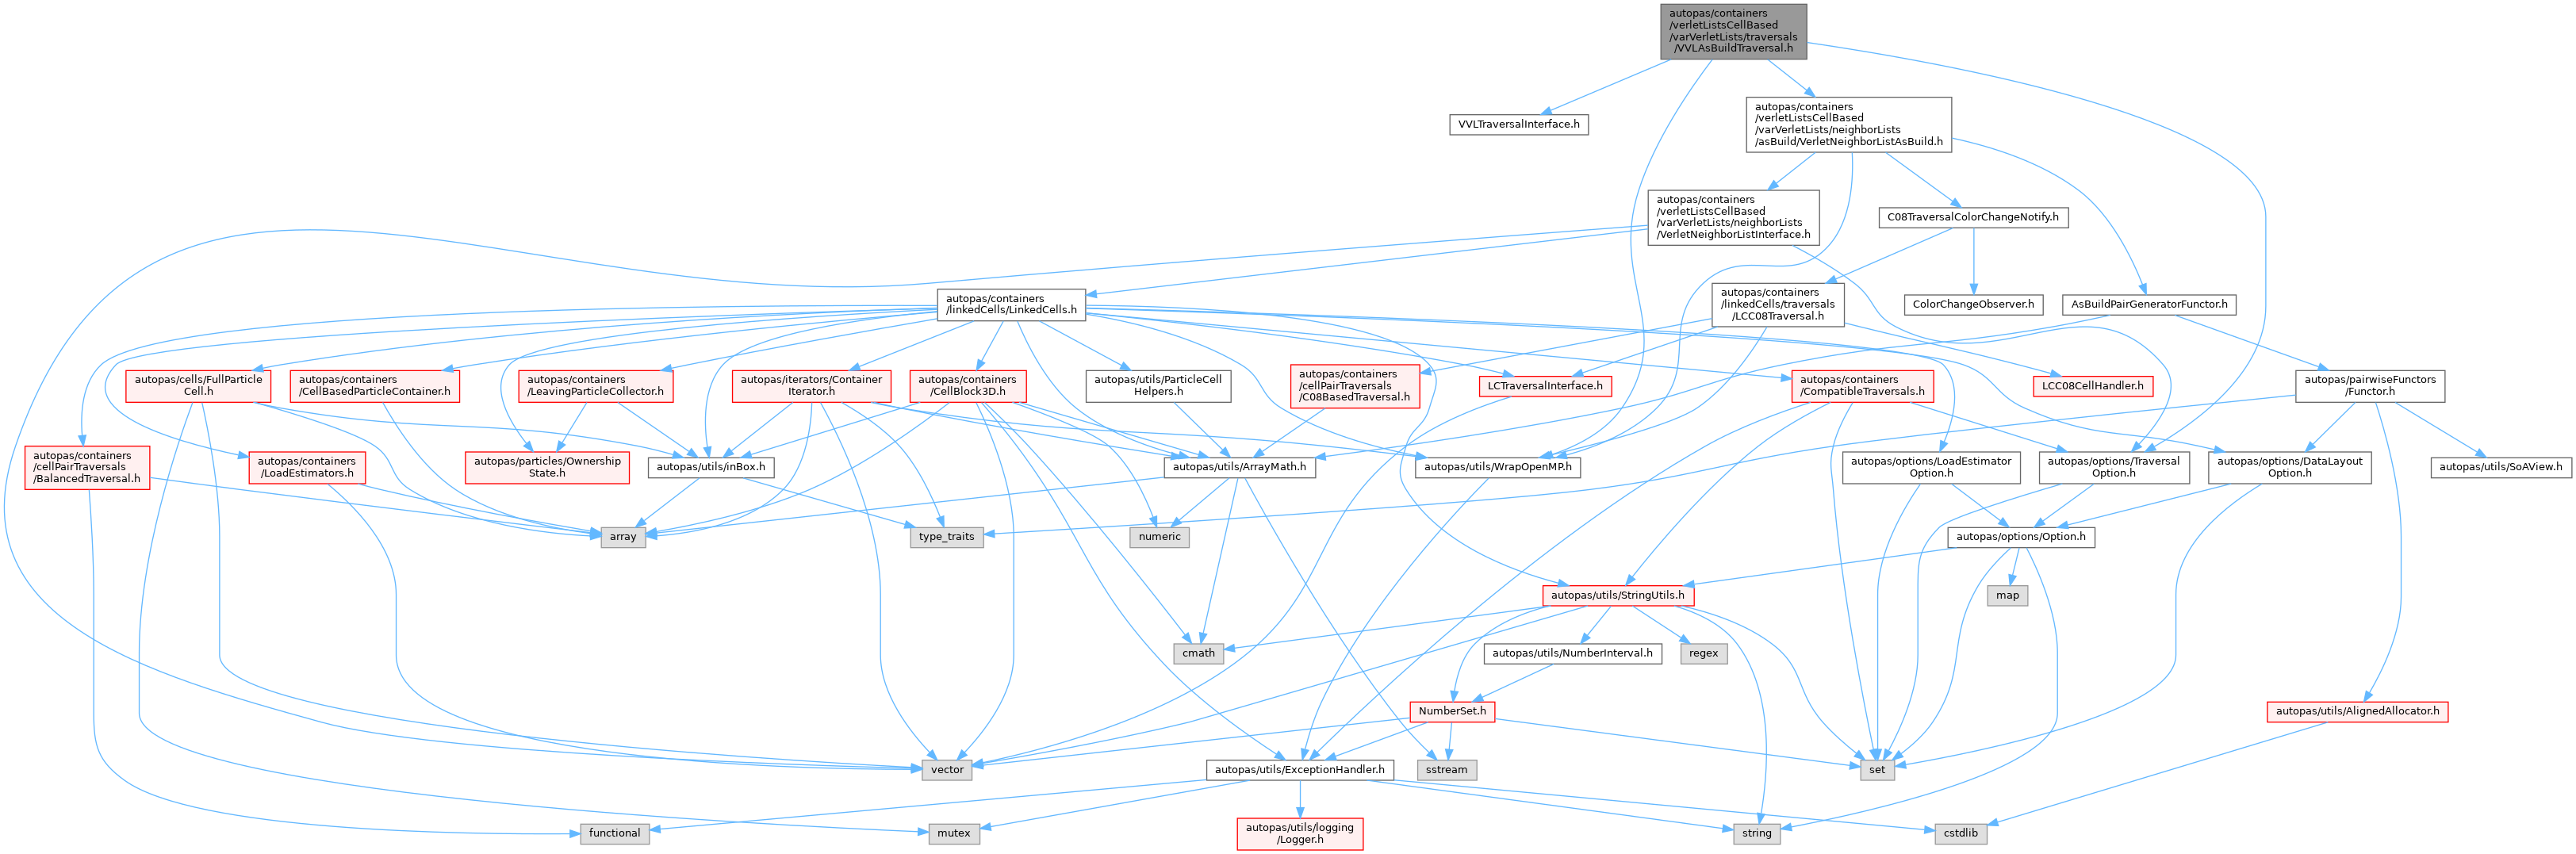 autopas/containers
/verletListsCellBased
/varVerletLists/traversals
/VVLAsBuildTraversal.h
VVLTraversalInterface.h
autopas/containers
/verletListsCellBased
/varVerletLists/neighborLists
/asBuild/VerletNeighborListAsBuild.h
autopas/containers
/verletListsCellBased
/varVerletLists/neighborLists
/VerletNeighborListInterface.h
C08TraversalColorChangeNotify.h
autopas/containers
/linkedCells/LinkedCells.h
autopas/containers
/linkedCells/traversals
/LCC08Traversal.h
ColorChangeObserver.h
AsBuildPairGeneratorFunctor.h
autopas/cells/FullParticle
Cell.h
autopas/containers
/CellBasedParticleContainer.h
autopas/containers
/LeavingParticleCollector.h
autopas/iterators/Container
Iterator.h
autopas/containers
/CellBlock3D.h
autopas/utils/ParticleCell
Helpers.h
autopas/containers
/cellPairTraversals
/C08BasedTraversal.h
LCTraversalInterface.h
autopas/containers
/CompatibleTraversals.h
LCC08CellHandler.h
autopas/pairwiseFunctors
/Functor.h
autopas/containers
/cellPairTraversals
/BalancedTraversal.h
autopas/containers
/LoadEstimators.h
autopas/particles/Ownership
State.h
autopas/utils/inBox.h
autopas/utils/ArrayMath.h
autopas/utils/WrapOpenMP.h
autopas/options/LoadEstimator
Option.h
autopas/options/Traversal
Option.h
autopas/options/DataLayout
Option.h
autopas/utils/SoAView.h
array
type_traits
numeric
autopas/options/Option.h
autopas/utils/StringUtils.h
map
cmath
autopas/utils/NumberInterval.h
regex
NumberSet.h
autopas/utils/AlignedAllocator.h
vector
autopas/utils/ExceptionHandler.h
sstream
set
functional
mutex
autopas/utils/logging
/Logger.h
string
cstdlib